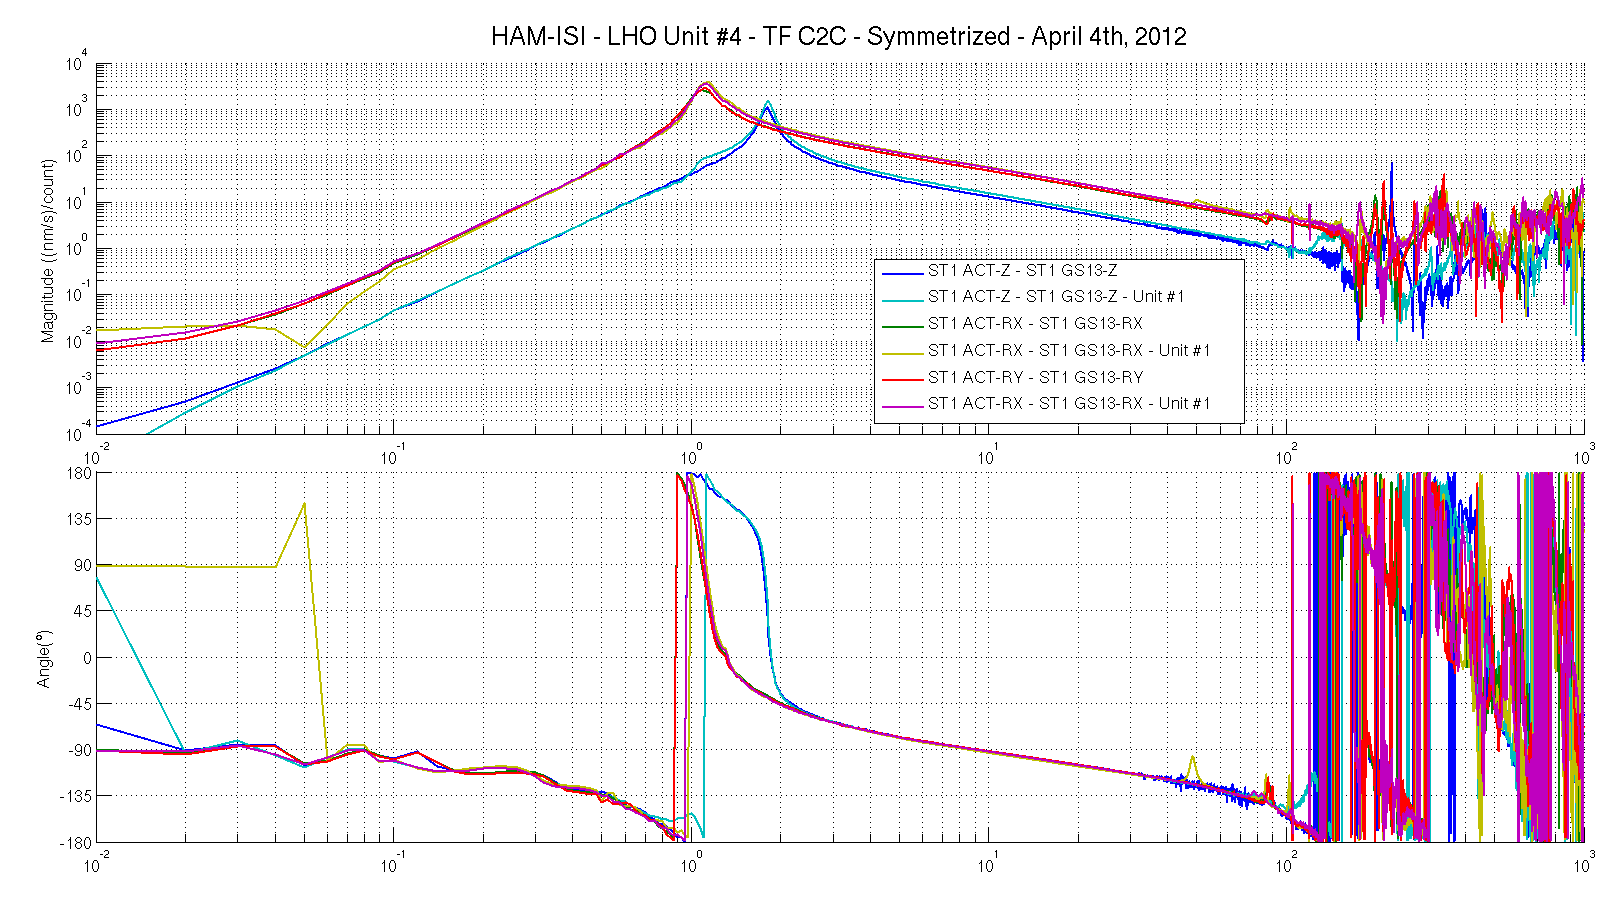 HAM-ISI - LHO Unit #4 - TF C2C - Symmetrized - April 4th, 2012
Magnitude ((nm/s)/count)
10^4
10^3
10^2
10^1
10^0
10^-1
10^-2
10^-3
10^-4
ST1 ACT-Z - ST1 GS13-Z
ST1 ACT-Z - ST1 GS13-Z - Unit #1
ST1 ACT-RX - ST1 GS13-RX
ST1 ACT-RX - ST1 GS13-RX - Unit #1
ST1 ACT-RY - ST1 GS13-RY
ST1 ACT-RX - ST1 GS13-RX - Unit #1
10^-2 10^-1 10^0 10^1 10^2 10^3
Angle(°)
180
135
90
45
0
-45
-90
-135
-180
10^-2 10^-1 10^0 10^1 10^2 10^3